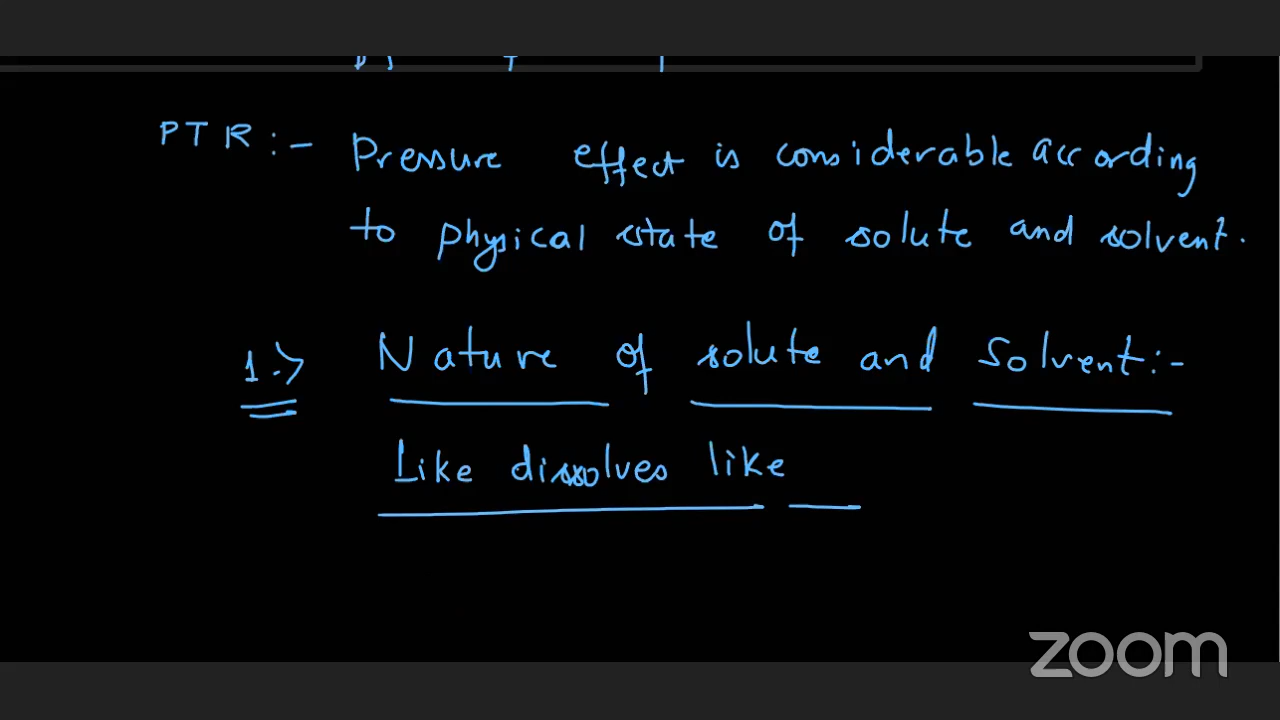 PTR :- Pressure effect is considerable according
to physical state of solute and solvent.
1.> Nature of solute and Solvent:-
Like dissolves like
zoom